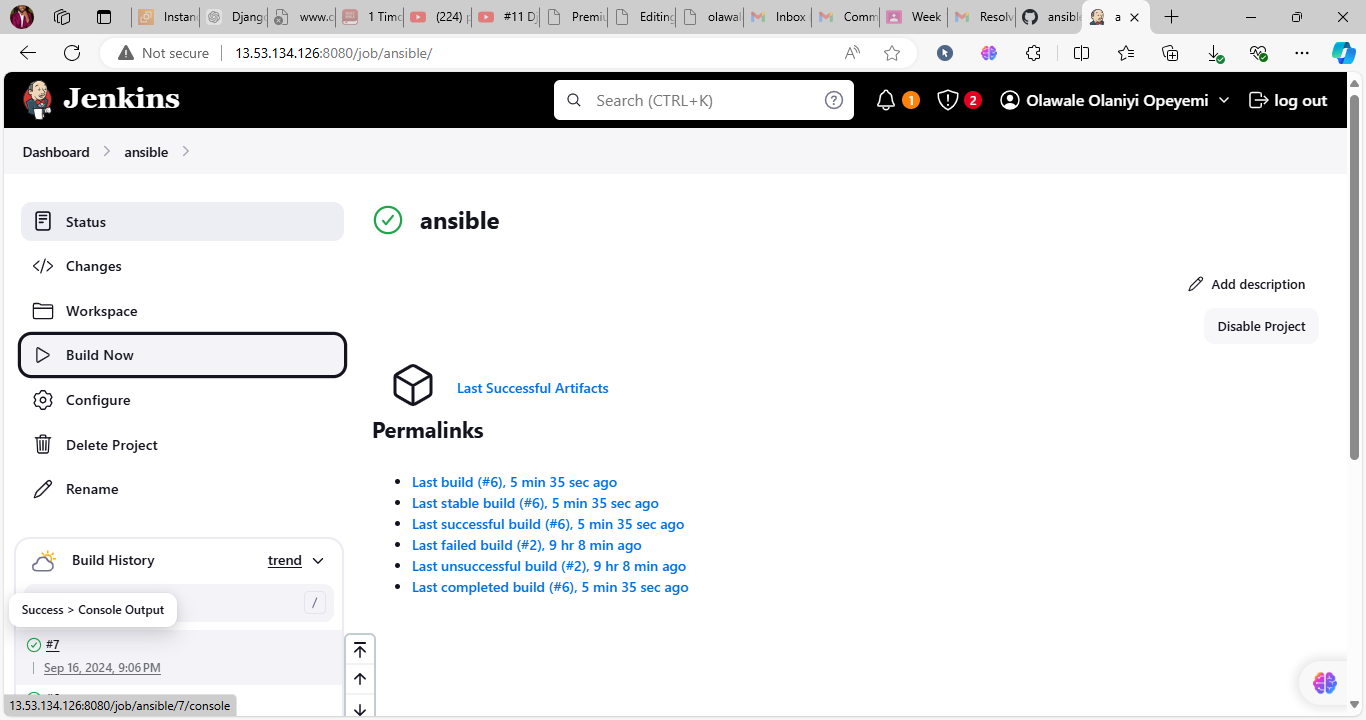 Instan
Djang
www.c
1 Timo
(224) p
#11 Dj
Premiu
Editing
olawal
Inbox
Comm
Week
Resolv
ansible
a
Not secure
13.53.134.126:8080/job/ansible/
Jenkins
Search (CTRL+K)
?
1
2
Olawale Olaniyi Opeyemi
log out
Dashboard
ansible
Status
ansible
Changes
Add description
Workspace
Disable Project
Build Now
Last Successful Artifacts
Configure
Permalinks
Delete Project
Last build (#6), 5 min 35 sec ago
Rename
Last stable build (#6), 5 min 35 sec ago
Last successful build (#6), 5 min 35 sec ago
Last failed build (#2), 9 hr 8 min ago
Last unsuccessful build (#2), 9 hr 8 min ago
Last completed build (#6), 5 min 35 sec ago
Build History
trend
/
Success > Console Output
#7
Sep 16, 2024, 9:06 PM
13.53.134.126:8080/job/ansible/7/console